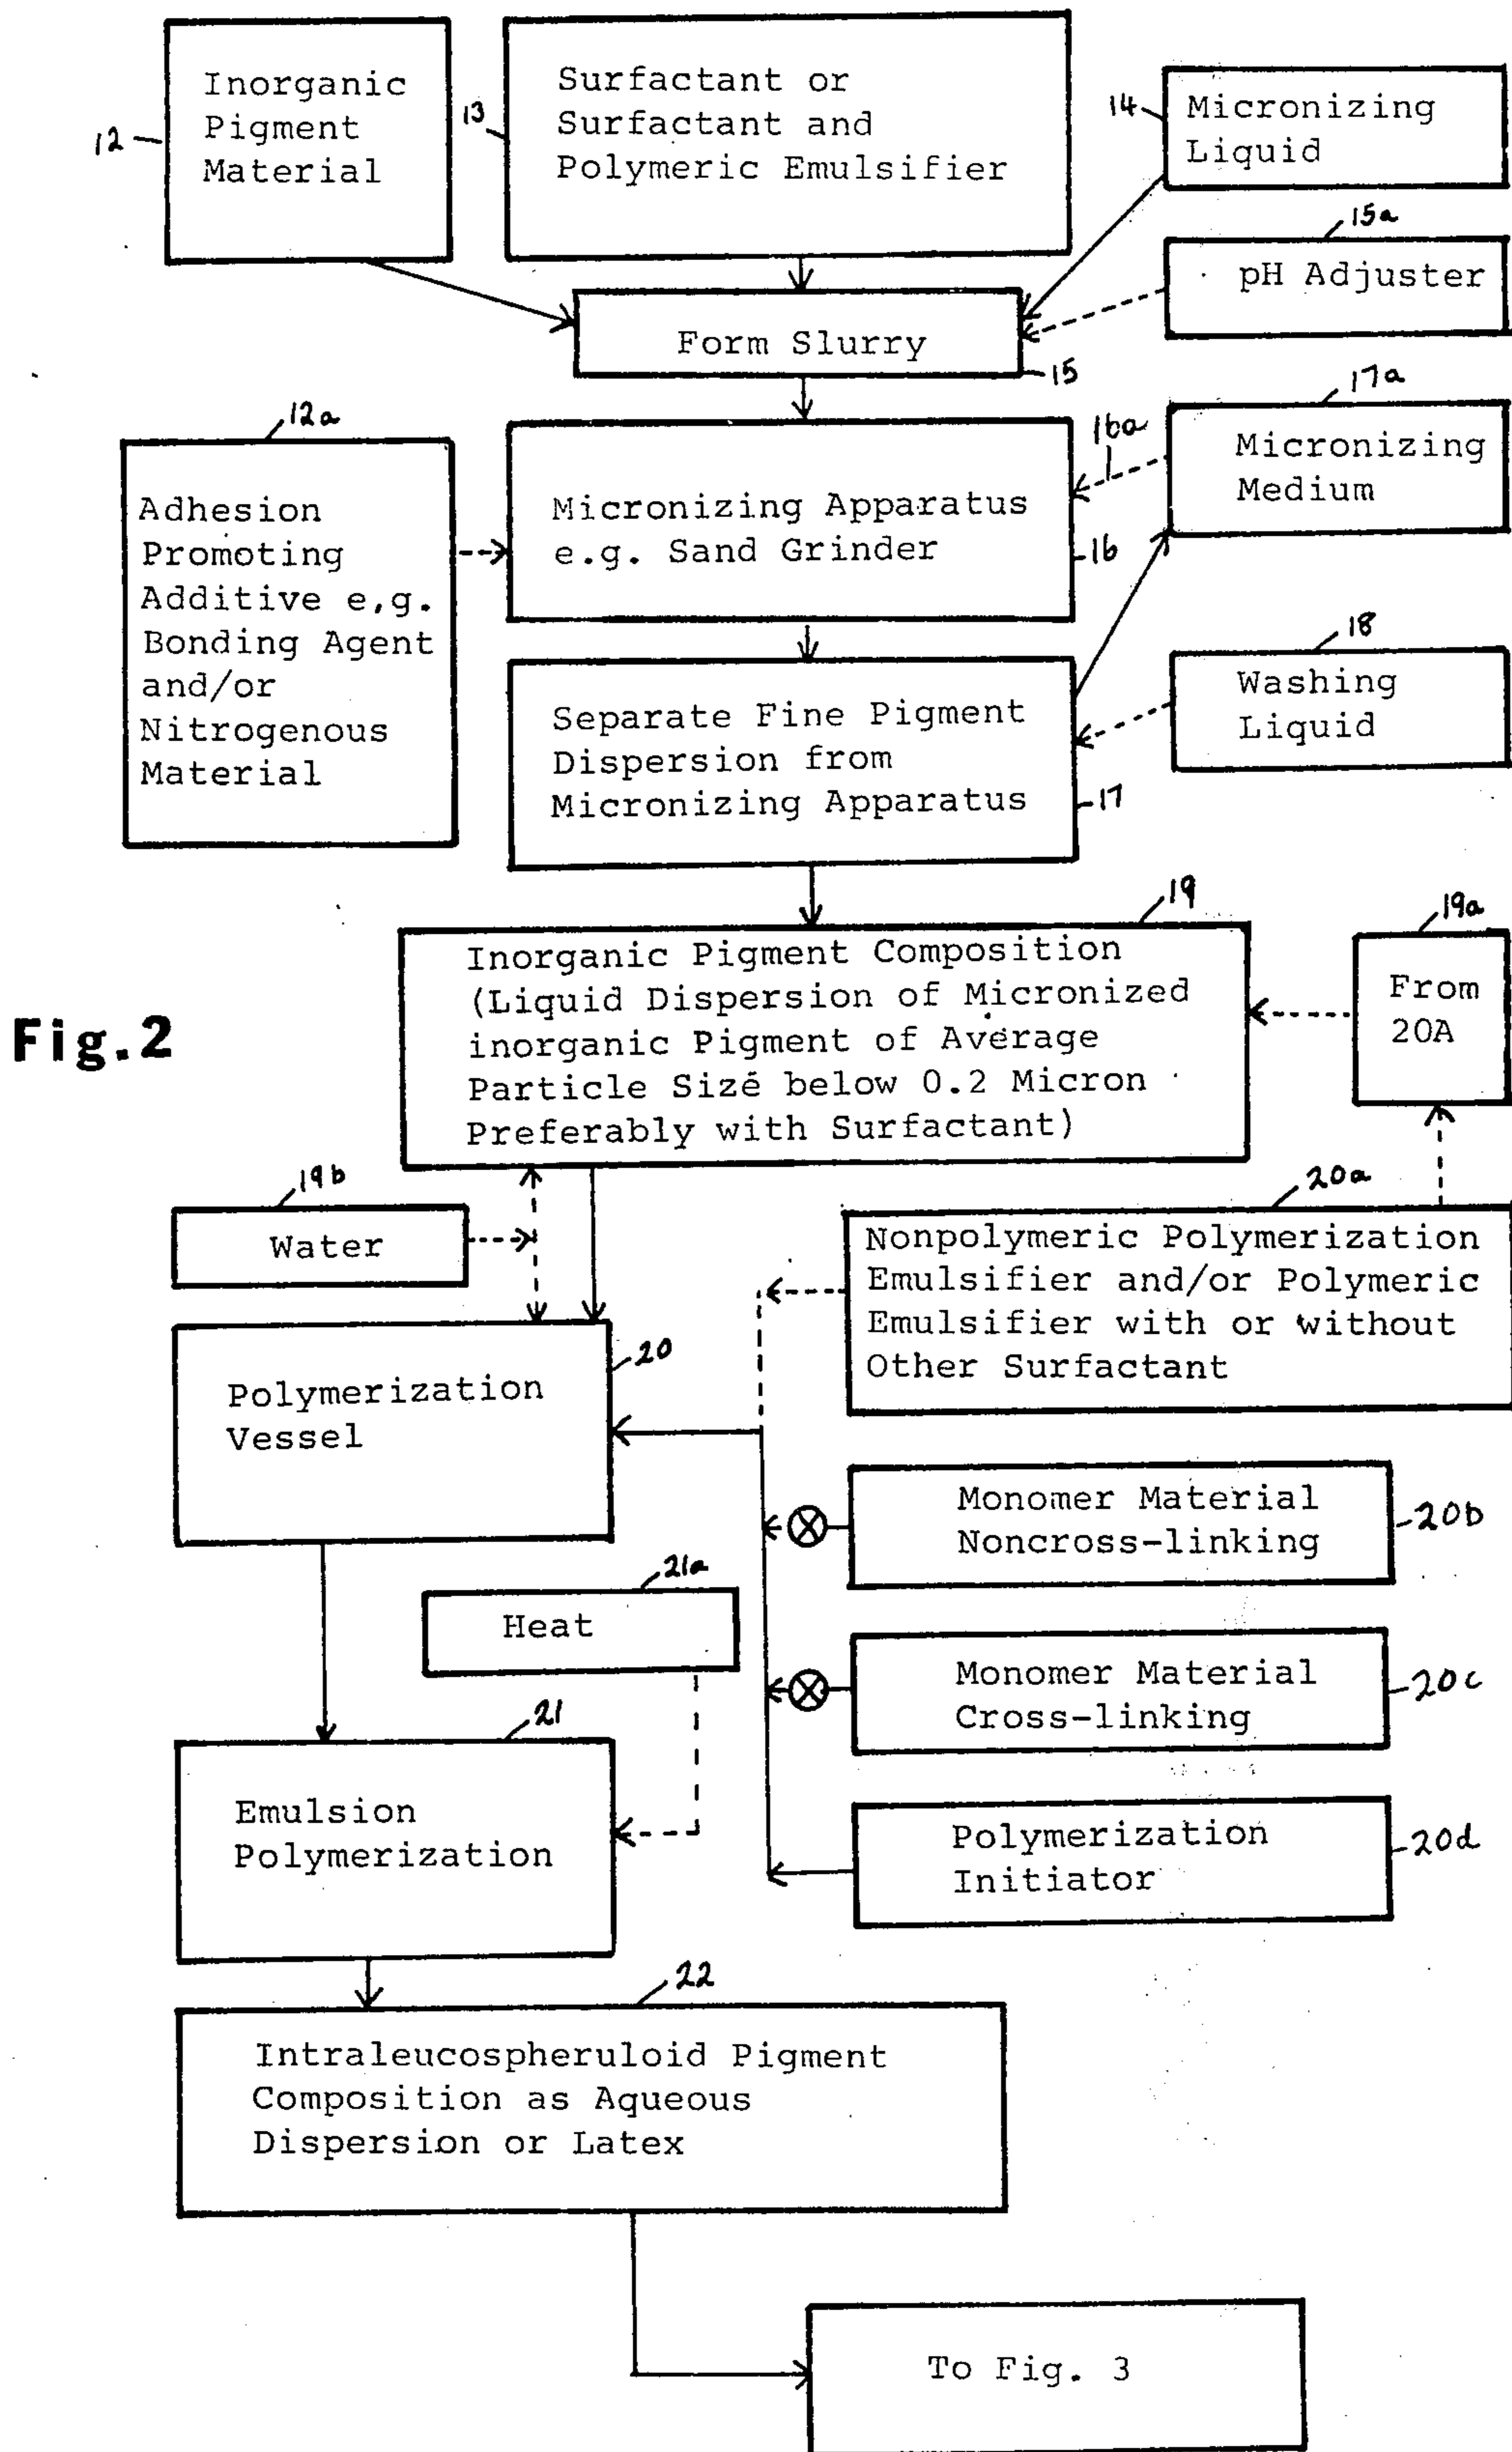 12
Inorganic
Pigment
Material
13
Surfactant or
Surfactant and
Polymeric Emulsifier
14
Micronizing
Liquid
15a
pH Adjuster
Form Slurry
15
12a
Adhesion
Promoting
Additive e,g.
Bonding Agent
and/or
Nitrogenous
Material
Micronizing Apparatus
e.g. Sand Grinder
16
16a
17a
Micronizing
Medium
Separate Fine Pigment
Dispersion from
Micronizing Apparatus
17
18
Washing
Liquid
19
Inorganic Pigment Composition
(Liquid Dispersion of Micronized
inorganic Pigment of Average
Particle Size below 0.2 Micron
Preferably with Surfactant)
19a
From
20A
Fig.2
19b
Water
20a
Nonpolymeric Polymerization
Emulsifier and/or Polymeric
Emulsifier with or without
Other Surfactant
20
Polymerization
Vessel
Monomer Material
Noncross-linking
20b
21a
Heat
Monomer Material
Cross-linking
20c
21
Emulsion
Polymerization
Polymerization
Initiator
20d
22
Intraleucospheruloid Pigment
Composition as Aqueous
Dispersion or Latex
To Fig. 3